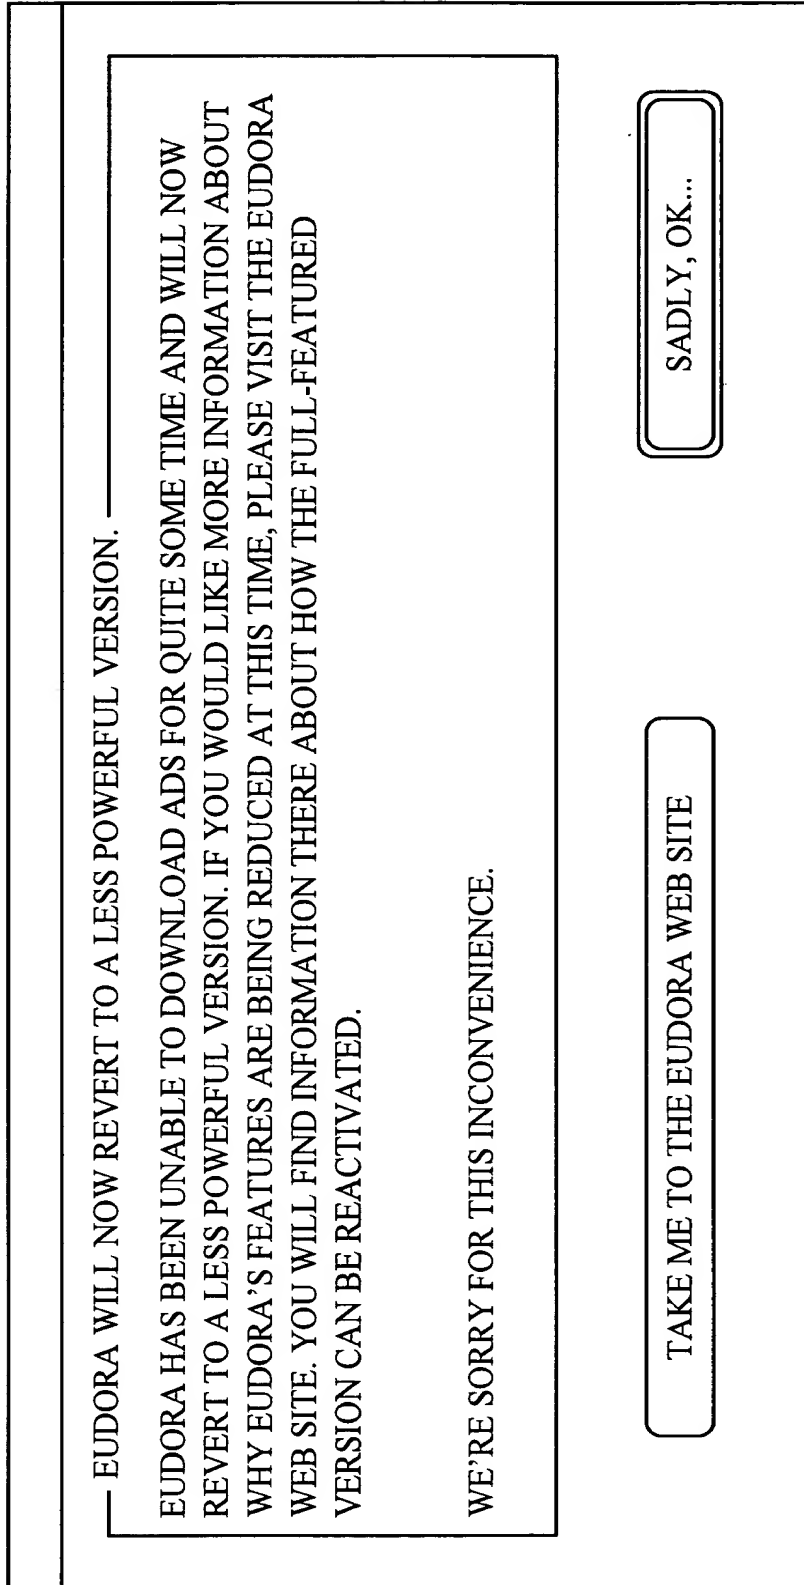 EUDORA WILL NOW REVERT TO A LESS POWERFUL VERSION.
EUDORA HAS BEEN UNABLE TO DOWNLOAD ADS FOR QUITE SOME TIME AND WILL NOW
REVERT TO A LESS POWERFUL VERSION. IF YOU WOULD LIKE MORE INFORMATION ABOUT
WHY EUDORA'S FEATURES ARE BEING REDUCED AT THIS TIME, PLEASE VISIT THE EUDORA
WEB SITE. YOU WILL FIND INFORMATION THERE ABOUT HOW THE FULL-FEATURED
VERSION CAN BE REACTIVATED.
WE'RE SORRY FOR THIS INCONVENIENCE.
TAKE ME TO THE EUDORA WEB SITE
SADLY, OK...